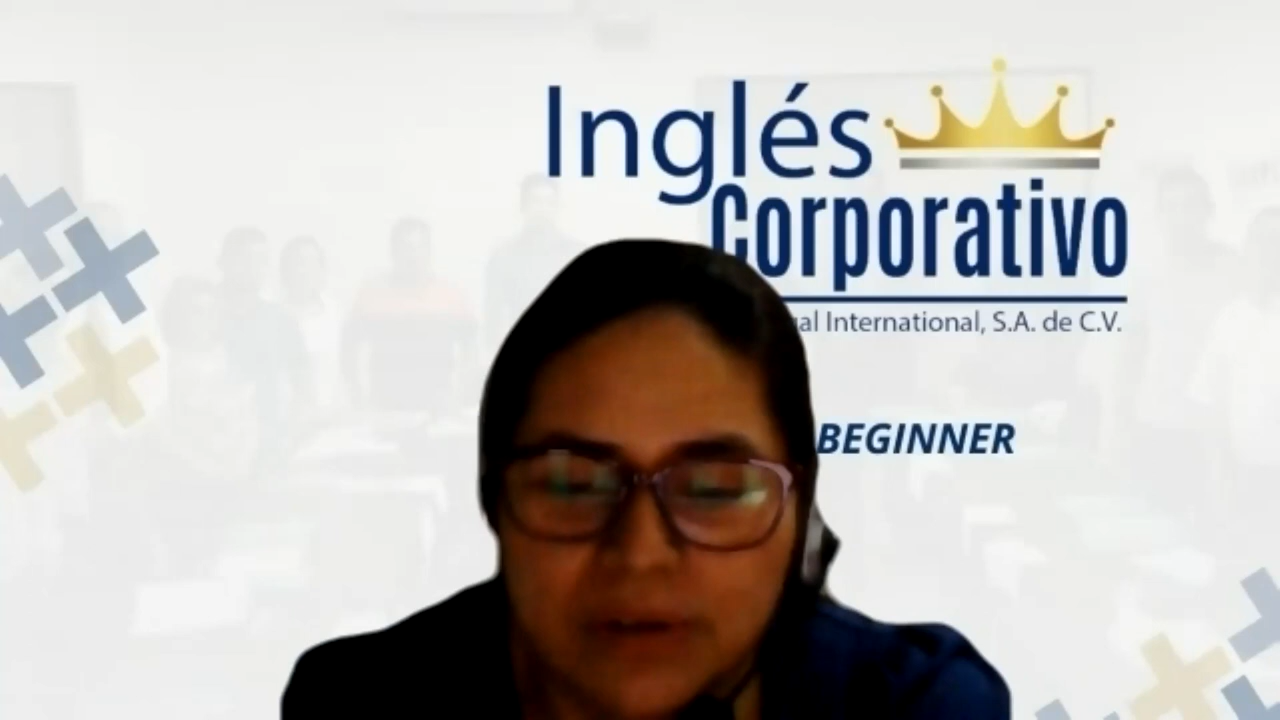 Inglés
Corporativo
International, S.A. de C.V.
BEGINNER